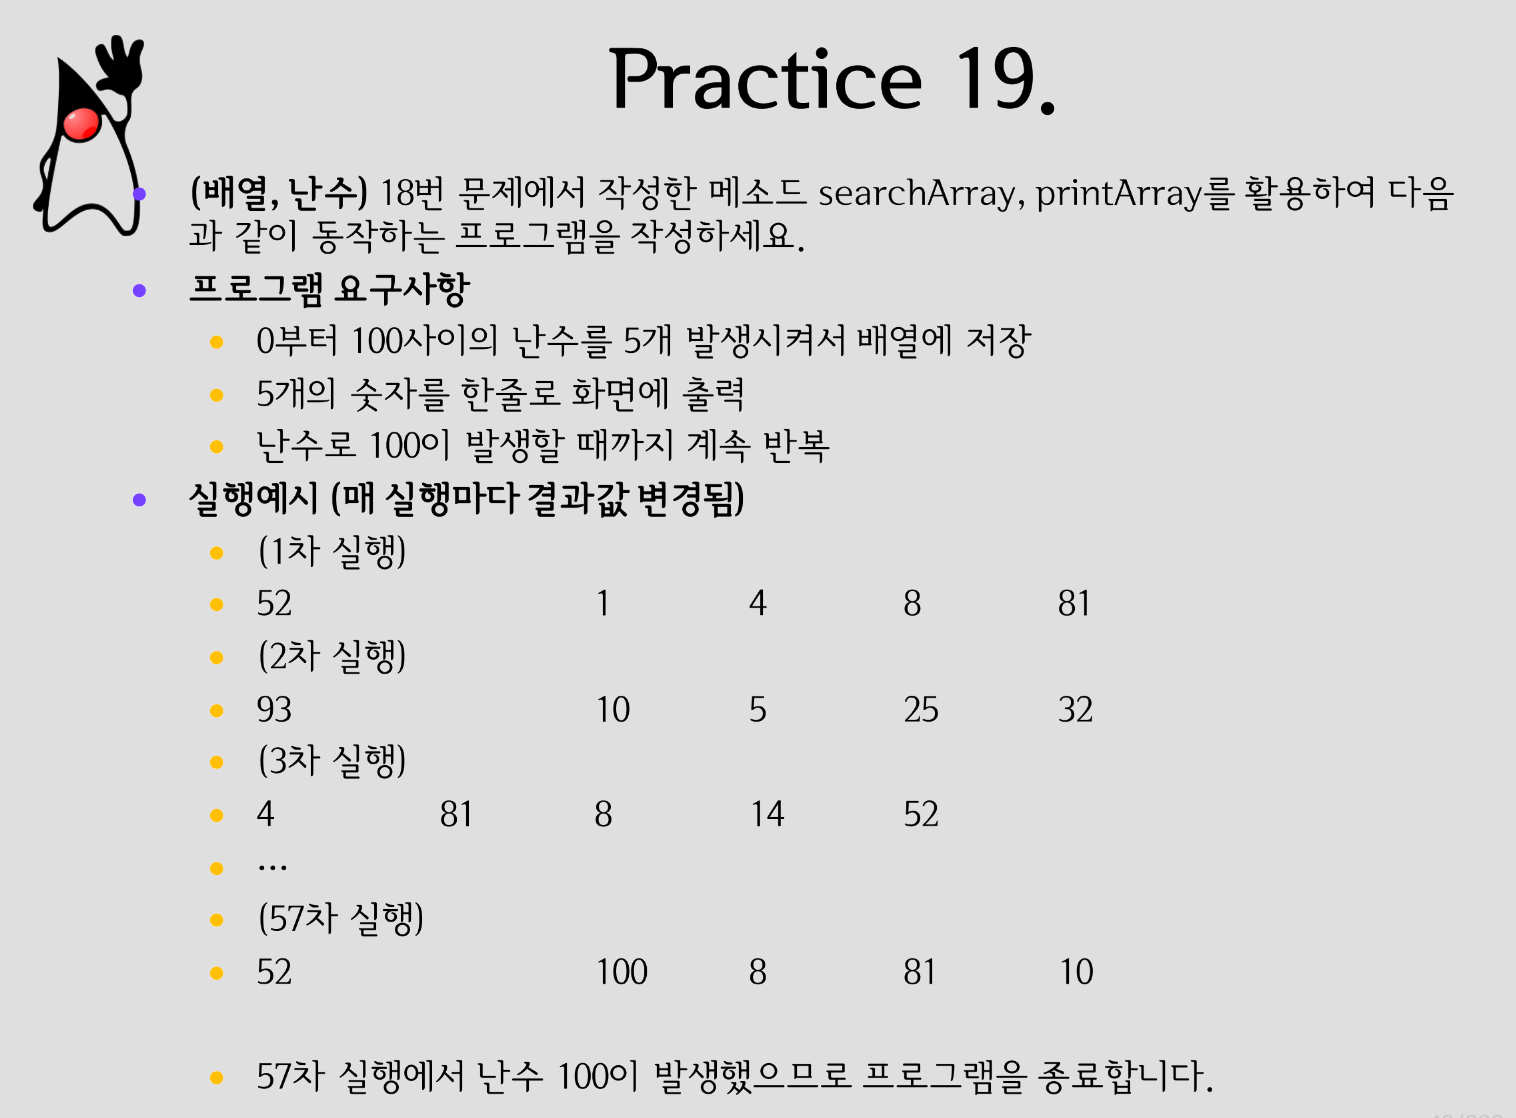 Practice 19.
(배열, 난수) 18번 문제에서 작성한 메소드 searchArray, printArray를 활용하여 다음
과 같이 동작하는 프로그램을 작성하세요.
프로그램 요구사항
0부터 100사이의 난수를 5개 발생시켜서 배열에 저장
5개의 숫자를 한줄로 화면에 출력
난수로 100이 발생할 때까지 계속 반복
실행예시 (매 실행마다 결과값 변경됨)
(1차 실행)
52 1 4 8 81
(2차 실행)
93 10 5 25 32
(3차 실행)
4 81 8 14 52
...
(57차 실행)
52 100 8 81 10
57차 실행에서 난수 100이 발생했으므로 프로그램을 종료합니다.